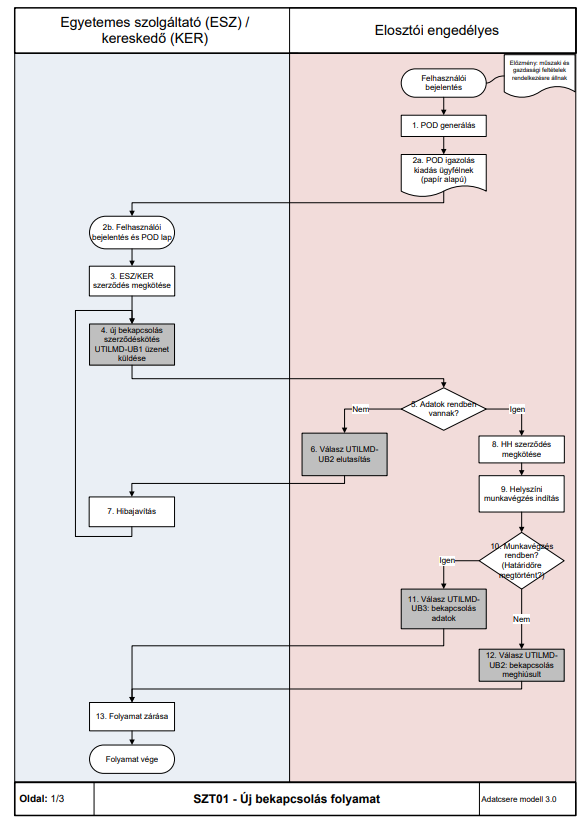 Egyetemes szolgáltató (ESZ) /
kereskedő (KER)
Elosztói engedélyes
Előzmény: műszaki és
gazdasági feltételek
rendelkezésre állnak
Felhasználói
bejelentés
1. POD generálás
2a. POD igazolás
kiadás ügyfélnek
(papír alapú)
2b. Felhasználói
bejelentés és POD lap
3. ESZ/KER
szerződés megkötése
4. új bekapcsolás
szerződéskötés
UTILMD-UB1 üzenet
küldése
5. Adatok rendben
vannak?
Nem
Igen
6. Válasz UTILMD-
UB2 elutasítás
8. HH szerződés
megkötése
7. Hibajavítás
9. Helyszíni
munkavégzés indítás
10. Munkavégzés
rendben?
(Határidőre
megtörtént?)
Igen
Nem
11. Válasz UTILMD-
UB3: bekapcsolás
adatok
12. Válasz UTILMD-
UB2: bekapcsolás
meghiúsult
13. Folyamat zárása
Folyamat vége
Oldal: 1/3
SZT01 - Új bekapcsolás folyamat
Adatcsere modell 3.0